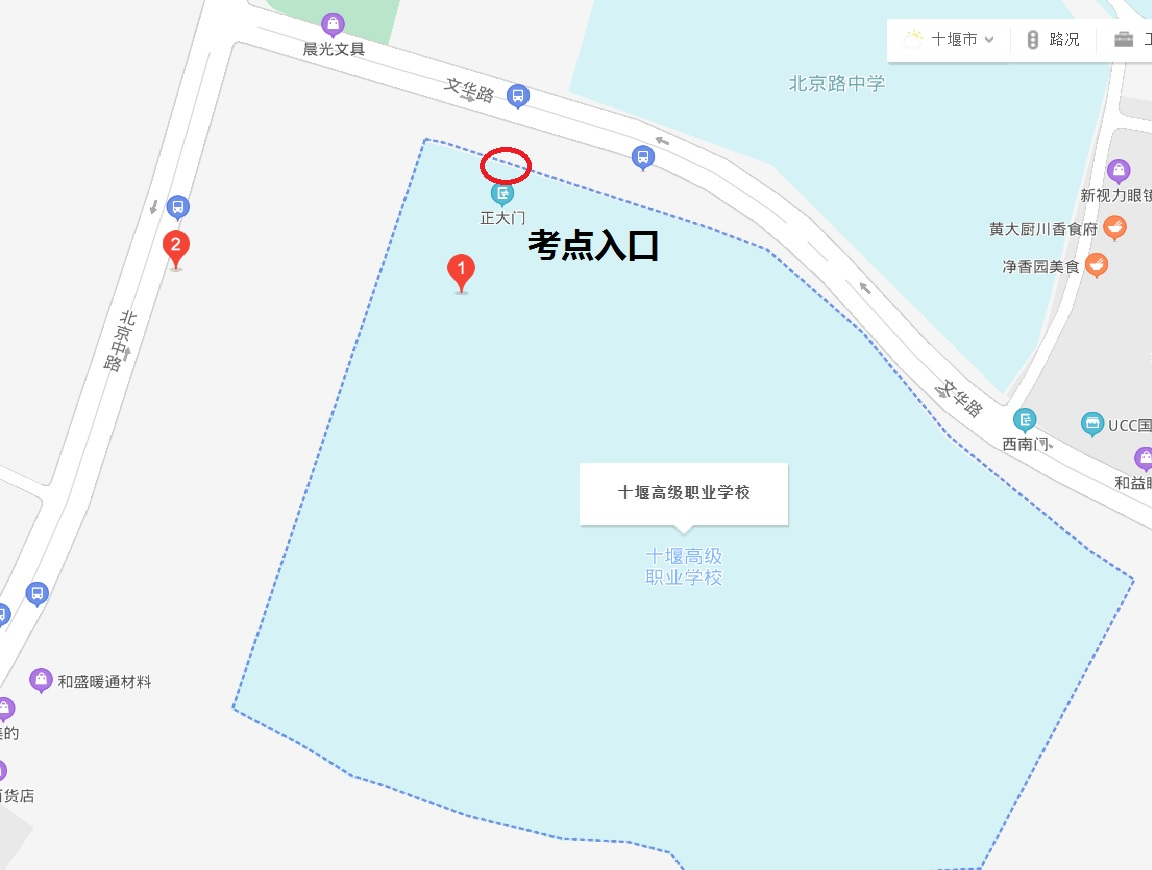 晨光文具
文华路
北京路中学
十堰市
路况
新视力眼镜
正大门
考点入口
黄大厨川香食府
净香园美食
2
1
北京中路
文华路
西南门
UCC国
和益
十堰高级职业学校
十堰高级
职业学校
和盛暖通材料
的
百货店